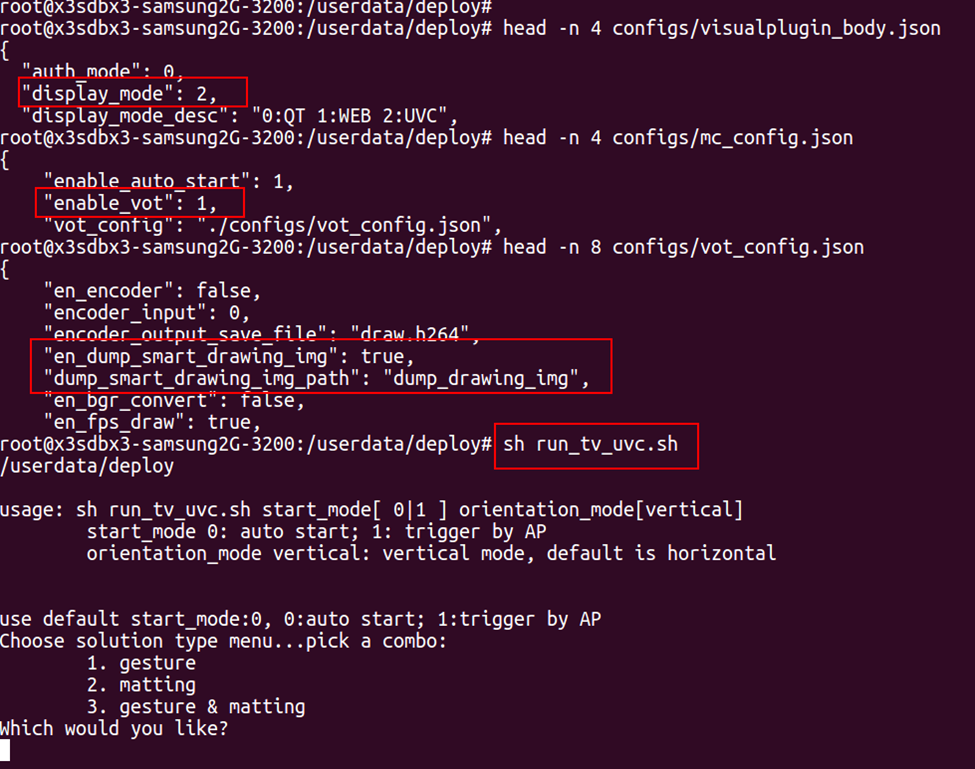 root@x3sdbx3-samsung2G-3200:/userdata/deploy#
root@x3sdbx3-samsung2G-3200:/userdata/deploy# head -n 4 configs/visualplugin_body.json
{
  "auth_mode": 0,
  "display_mode": 2,
  "display_mode_desc": "0:QT 1:WEB 2:UVC",
root@x3sdbx3-samsung2G-3200:/userdata/deploy# head -n 4 configs/mc_config.json
{
    "enable_auto_start": 1,
    "enable_vot": 1,
    "vot_config": "./configs/vot_config.json",
root@x3sdbx3-samsung2G-3200:/userdata/deploy# head -n 8 configs/vot_config.json
{
    "en_encoder": false,
    "encoder_input": 0,
    "encoder_output_save_file": "draw.h264",
    "en_dump_smart_drawing_img": true,
    "dump_smart_drawing_img_path": "dump_drawing_img",
    "en_bgr_convert": false,
    "en_fps_draw": true,
root@x3sdbx3-samsung2G-3200:/userdata/deploy# sh run_tv_uvc.sh
/userdata/deploy
usage: sh run_tv_uvc.sh start_mode[ 0|1 ] orientation_mode[vertical]
        start_mode 0: auto start; 1: trigger by AP
        orientation_mode vertical: vertical mode, default is horizontal
use default start_mode:0, 0:auto start; 1:trigger by AP
Choose solution type menu...pick a combo:
        1. gesture
        2. matting
        3. gesture & matting
Which would you like?